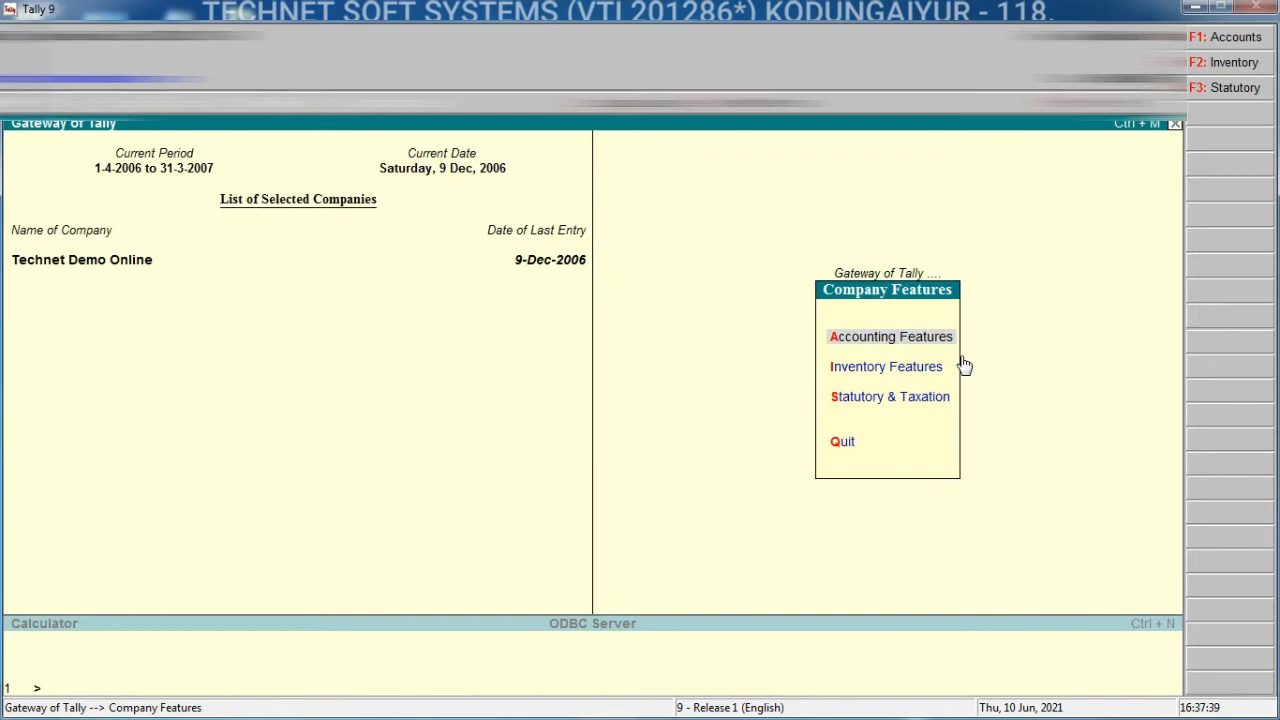 TECHNET SOFT SYSTEMS (VTI 201286*) KODUNGAIYUR - 118.
Tally 9
F1: Accounts
F2: Inventory
F3: Statutory
Gateway of Tally
Ctrl + M
Current Period
1-4-2006 to 31-3-2007
Current Date
Saturday, 9 Dec, 2006
List of Selected Companies
Name of Company
Date of Last Entry
Technet Demo Online
9-Dec-2006
Gateway of Tally ....
Company Features
Accounting Features
Inventory Features
Statutory & Taxation
Quit
Calculator
ODBC Server
Ctrl + N
1 >
Gateway of Tally --> Company Features
9 - Release 1 (English)
Thu, 10 Jun, 2021
16:37:39